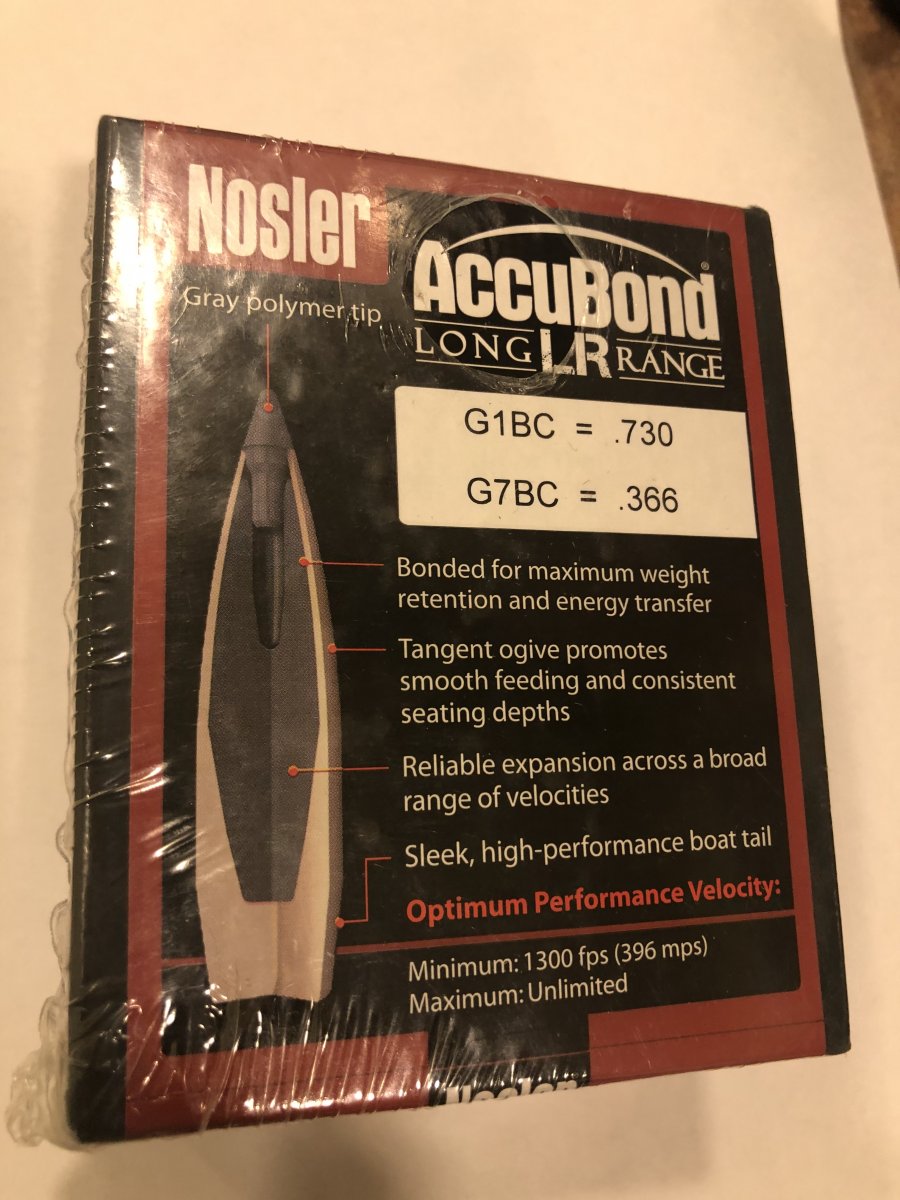 Nosler
Gray polymer tip
AccuBond®
LONG LR RANGE
G1BC = .730
G7BC = .366
Bonded for maximum weight
retention and energy transfer
Tangent ogive promotes
smooth feeding and consistent
seating depths
Reliable expansion across a broad
range of velocities
Sleek, high-performance boat tail
Optimum Performance Velocity:
Minimum: 1300 fps (396 mps)
Maximum: Unlimited
Nosler